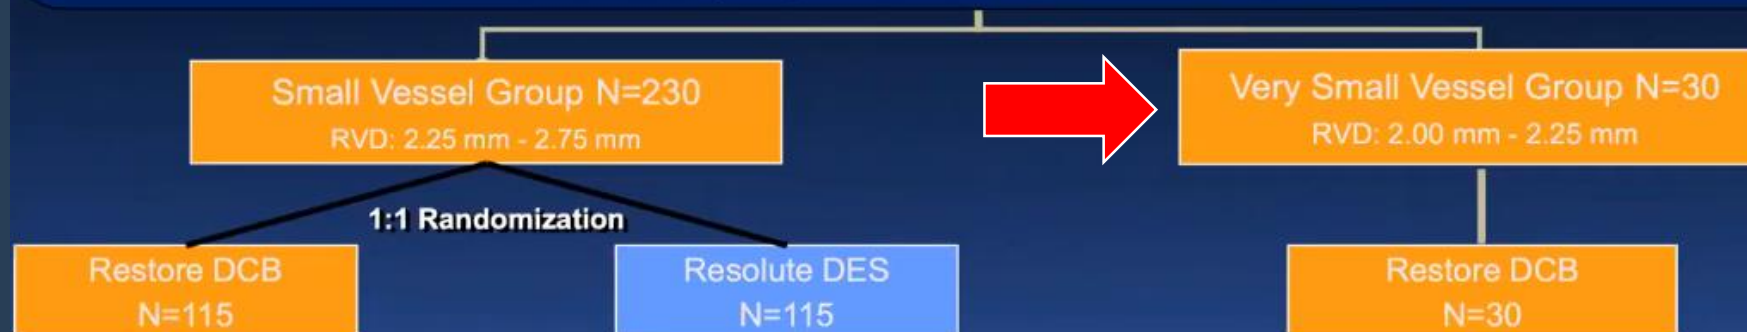 Small Vessel Group N=230
RVD: 2.25 mm - 2.75 mm
Very Small Vessel Group N=30
RVD: 2.00 mm - 2.25 mm
1:1 Randomization
Restore DCB
N=115
Resolute DES
N=115
Restore DCB
N=30